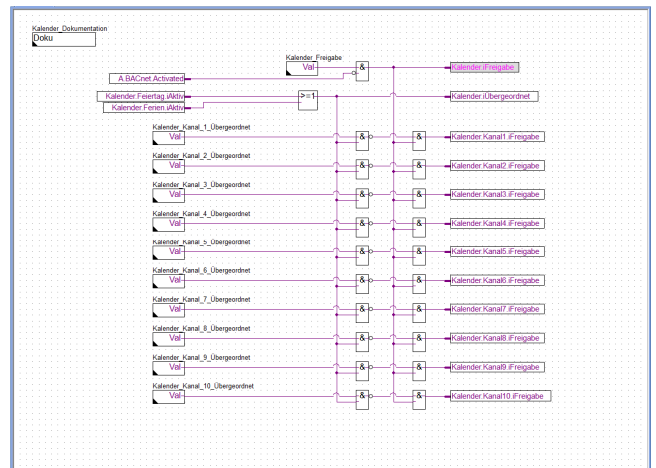 Kalender_Dokumentation
Doku
Kalender_Freigabe
Val
&
Kalender.iFreigabe
A.BACnet.Activated
Kalender.Feiertag.iAktiv
>=1
Kalender.iÜbergeordnet
Kalender.Ferien.iAktiv
Kalender_Kanal_1_Übergeordnet
Val
&
&
Kalender.Kanal1.iFreigabe
Kalender_Kanal_2_Übergeordnet
Val
&
&
Kalender.Kanal2.iFreigabe
Kalender_Kanal_3_Übergeordnet
Val
&
&
Kalender.Kanal3.iFreigabe
Kalender_Kanal_4_Übergeordnet
Val
&
&
Kalender.Kanal4.iFreigabe
Kalender_Kanal_5_Übergeordnet
Val
&
&
Kalender.Kanal5.iFreigabe
Kalender_Kanal_6_Übergeordnet
Val
&
&
Kalender.Kanal6.iFreigabe
Kalender_Kanal_7_Übergeordnet
Val
&
&
Kalender.Kanal7.iFreigabe
Kalender_Kanal_8_Übergeordnet
Val
&
&
Kalender.Kanal8.iFreigabe
Kalender_Kanal_9_Übergeordnet
Val
&
&
Kalender.Kanal9.iFreigabe
Kalender_Kanal_10_Übergeordnet
Val
&
&
Kalender.Kanal10.iFreigabe